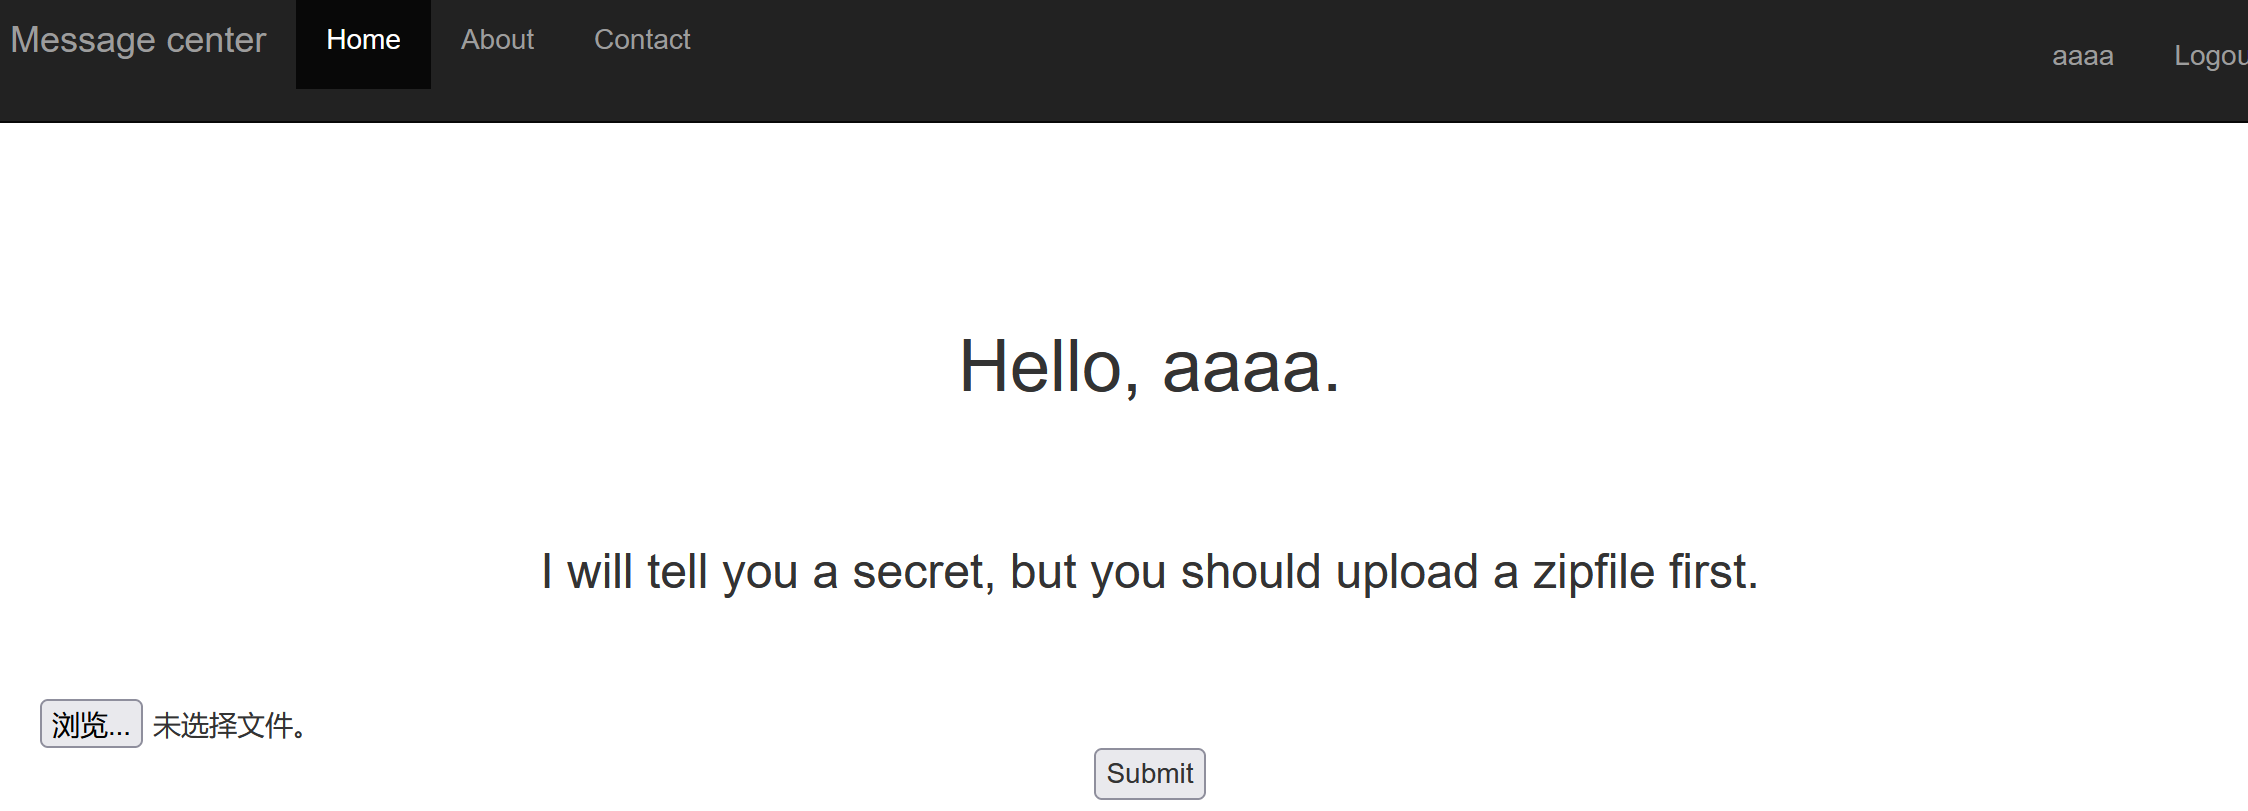 Message center Home About Contact aaaa Logou
Hello, aaaa.
I will tell you a secret, but you should upload a zipfile first.
浏览... 未选择文件。
Submit